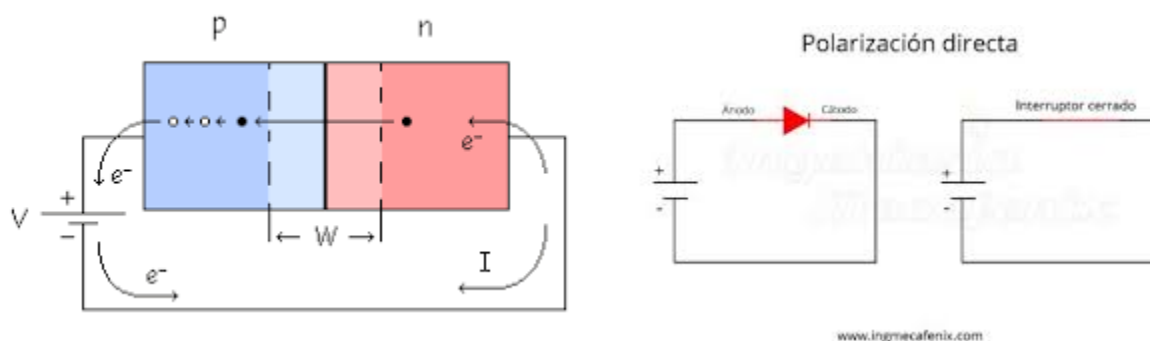 p
n
e⁻
e⁻
+
V
−
W
e⁻
I
Polarización directa
Ánodo
Cátodo
+
-
Interruptor cerrado
+
-
www.ingmecafenix.com